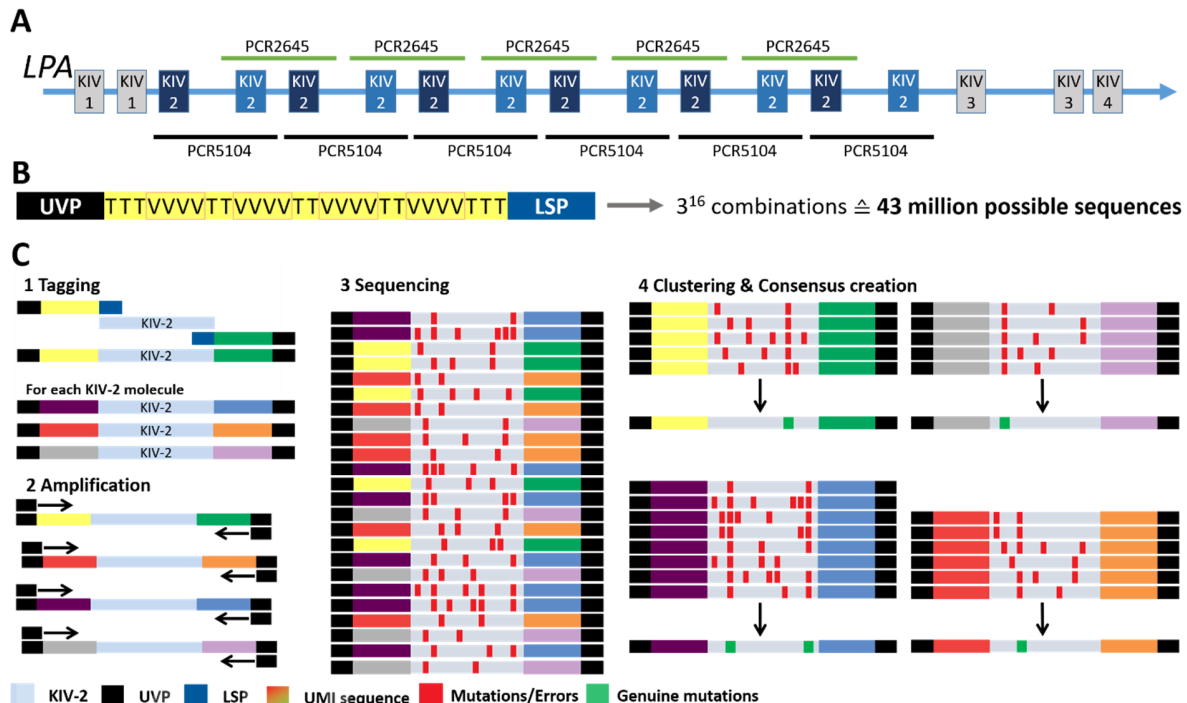 A
PCR2645 PCR2645 PCR2645 PCR2645 PCR2645
LPA
KIV 1 KIV 1 KIV 2 KIV 2 KIV 2 KIV 2 KIV 2 KIV 2 KIV 2 KIV 2 KIV 2 KIV 2 KIV 2 KIV 2 KIV 3 KIV 3 KIV 4
PCR5104 PCR5104 PCR5104 PCR5104 PCR5104 PCR5104
B
UVP TTTVVVVTTVVVVTTVVVVTTVVVVTTT LSP 3^16 combinations ≙ 43 million possible sequences
C
1 Tagging
KIV-2
KIV-2
For each KIV-2 molecule
KIV-2
KIV-2
KIV-2
2 Amplification
3 Sequencing
4 Clustering & Consensus creation
KIV-2 UVP LSP UMI sequence Mutations/Errors Genuine mutations